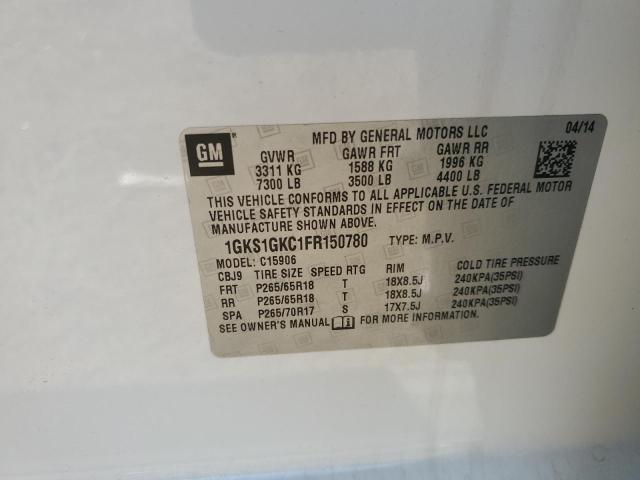 GM
MFD BY GENERAL MOTORS LLC
04/14
GVWR GAWR FRT GAWR RR
3311 KG 1588 KG 1996 KG
7300 LB 3500 LB 4400 LB
THIS VEHICLE CONFORMS TO ALL APPLICABLE U.S. FEDERAL MOTOR
VEHICLE SAFETY STANDARDS IN EFFECT ON THE DATE OF
MANUFACTURE SHOWN ABOVE.
1GKS1GKC1FR150780 TYPE: M.P.V.
MODEL: C15906
CBJ9 TIRE SIZE SPEED RTG RIM COLD TIRE PRESSURE
FRT P265/65R18 T 18X8.5J 240KPA(35PSI)
RR P265/65R18 T 18X8.5J 240KPA(35PSI)
SPA P265/70R17 S 17X7.5J 240KPA(35PSI)
SEE OWNER'S MANUAL FOR MORE INFORMATION.